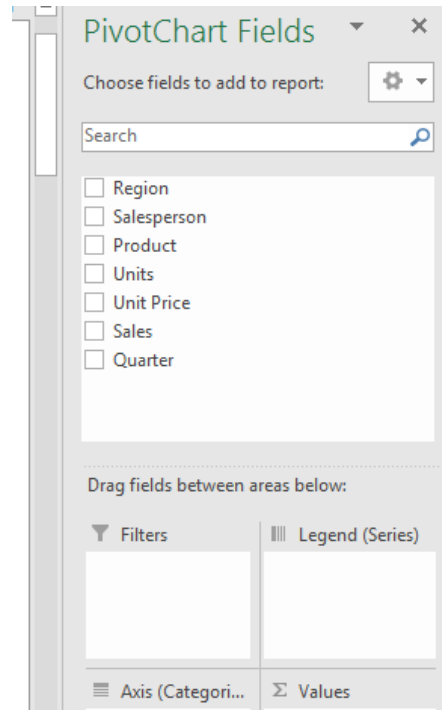 PivotChart Fields
Choose fields to add to report:
Search
Region
Salesperson
Product
Units
Unit Price
Sales
Quarter
Drag fields between areas below:
Filters
Legend (Series)
Axis (Categori...
Σ Values